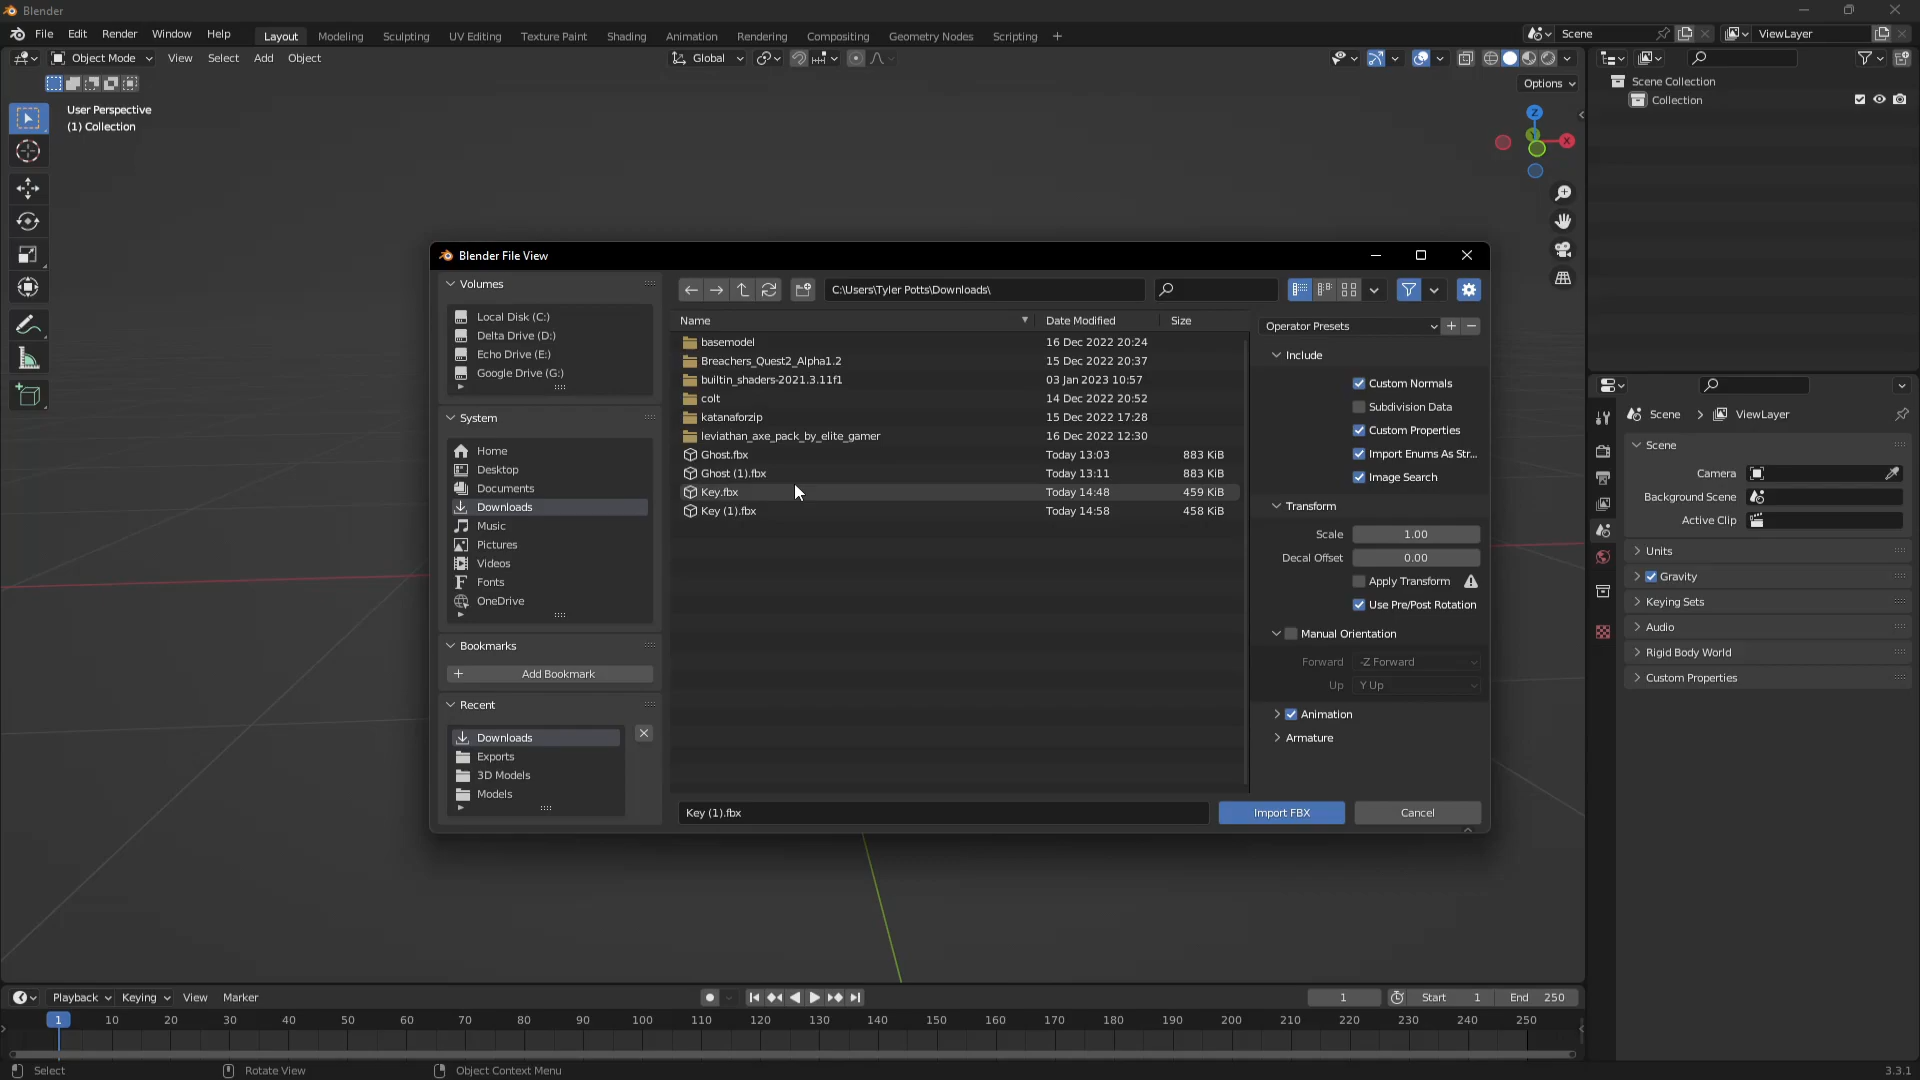 Blender
File Edit Render Window Help Layout Modeling Sculpting UV Editing Texture Paint Shading Animation Rendering Compositing Geometry Nodes Scripting + Scene ViewLayer
Object Mode View Select Add Object Global
Options
User Perspective
(1) Collection
Z
X
Scene Collection
Collection
Blender File View
Volumes
Local Disk (C:)
Delta Drive (D:)
Echo Drive (E:)
Google Drive (G:)
System
Home
Desktop
Documents
Downloads
Music
Pictures
Videos
Fonts
OneDrive
Bookmarks
+ Add Bookmark
Recent
Downloads
Exports
3D Models
Models
C:\Users\Tyler Potts\Downloads\
Name Date Modified Size
basemodel 16 Dec 2022 20:24
Breachers_Quest2_Alpha1.2 15 Dec 2022 20:37
builtin_shaders-2021.3.11f1 03 Jan 2023 10:57
colt 14 Dec 2022 20:52
katanaforzip 15 Dec 2022 17:28
leviathan_axe_pack_by_elite_gamer 16 Dec 2022 12:30
Ghost.fbx Today 13:03 883 KiB
Ghost (1).fbx Today 13:11 883 KiB
Key.fbx Today 14:48 459 KiB
Key (1).fbx Today 14:58 458 KiB
Key (1).fbx Import FBX Cancel
Operator Presets
Include
Custom Normals
Subdivision Data
Custom Properties
Import Enums As Str...
Image Search
Transform
Scale 1.00
Decal Offset 0.00
Apply Transform
Use Pre/Post Rotation
Manual Orientation
Forward -Z Forward
Up Y Up
Animation
Armature
Scene ViewLayer
Scene
Camera
Background Scene
Active Clip
Units
Gravity
Keying Sets
Audio
Rigid Body World
Custom Properties
Playback Keying View Marker 1 Start 1 End 250
1 10 20 30 40 50 60 70 80 90 100 110 120 130 140 150 160 170 180 190 200 210 220 230 240 250
Select Rotate View Object Context Menu 3.3.1